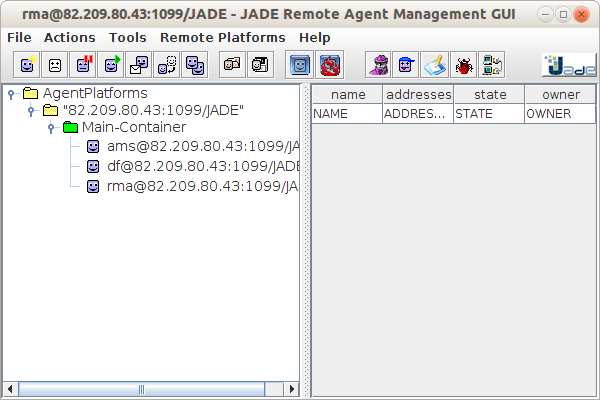 rma@82.209.80.43:1099/JADE - JADE Remote Agent Management GUI
File Actions Tools Remote Platforms Help
Jade
AgentPlatforms
"82.209.80.43:1099/JADE"
Main-Container
ams@82.209.80.43:1099/JA
df@82.209.80.43:1099/JADE
rma@82.209.80.43:1099/JA
name addresses state owner
NAME ADDRES... STATE OWNER